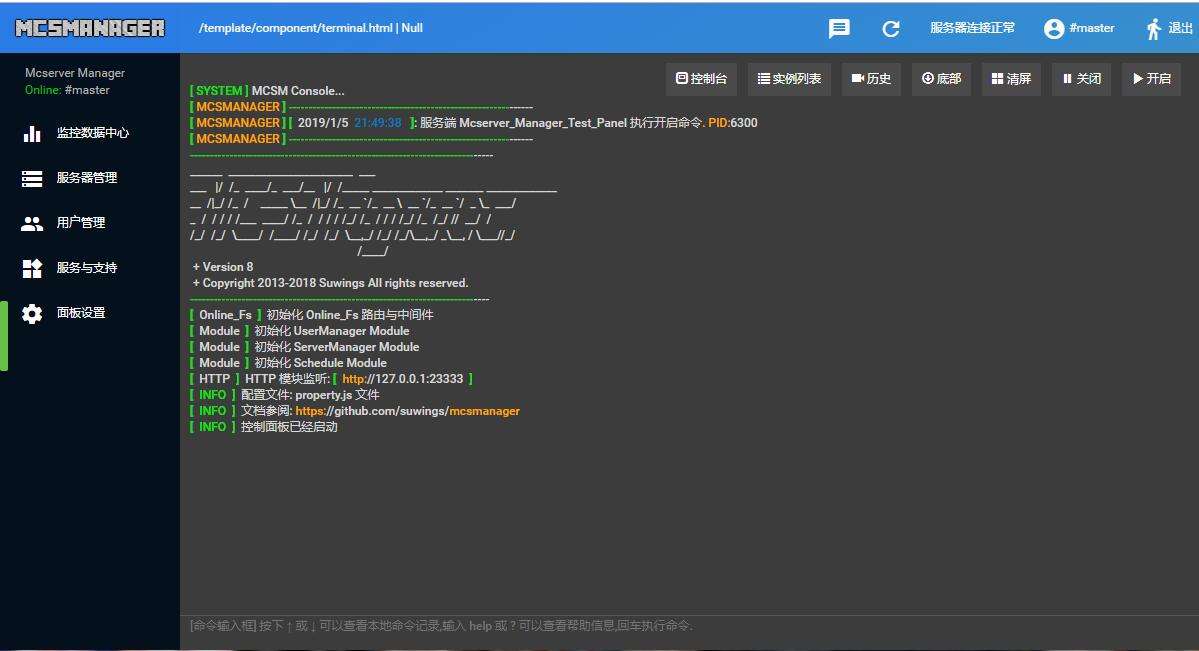 MCSMANAGER
/template/component/terminal.html | Null
服务器连接正常
#master
退出
Mcserver Manager
Online: #master
监控数据中心
服务器管理
用户管理
服务与支持
面板设置
控制台
实例列表
历史
底部
清屏
关闭
开启
[ SYSTEM ] MCSM Console...
[ MCSMANAGER ] ------------------------------------------------------------
[ MCSMANAGER ] [ 2019/1/5 21:49:38 ]: 服务端 Mcserver_Manager_Test_Panel 执行开启命令. PID:6300
[ MCSMANAGER ] ------------------------------------------------------------
+ Version 8
+ Copyright 2013-2018 Suwings All rights reserved.
[ Online_Fs ] 初始化 Online_Fs 路由与中间件
[ Module ] 初始化 UserManager Module
[ Module ] 初始化 ServerManager Module
[ Module ] 初始化 Schedule Module
[ HTTP ] HTTP 模块监听: [ http://127.0.0.1:23333 ]
[ INFO ] 配置文件: property.js 文件
[ INFO ] 文档参阅: https://github.com/suwings/mcsmanager
[ INFO ] 控制面板已经启动
[命令输入框] 按下 ↑ 或 ↓ 可以查看本地命令记录,输入 help 或 ? 可以查看帮助信息,回车执行命令.